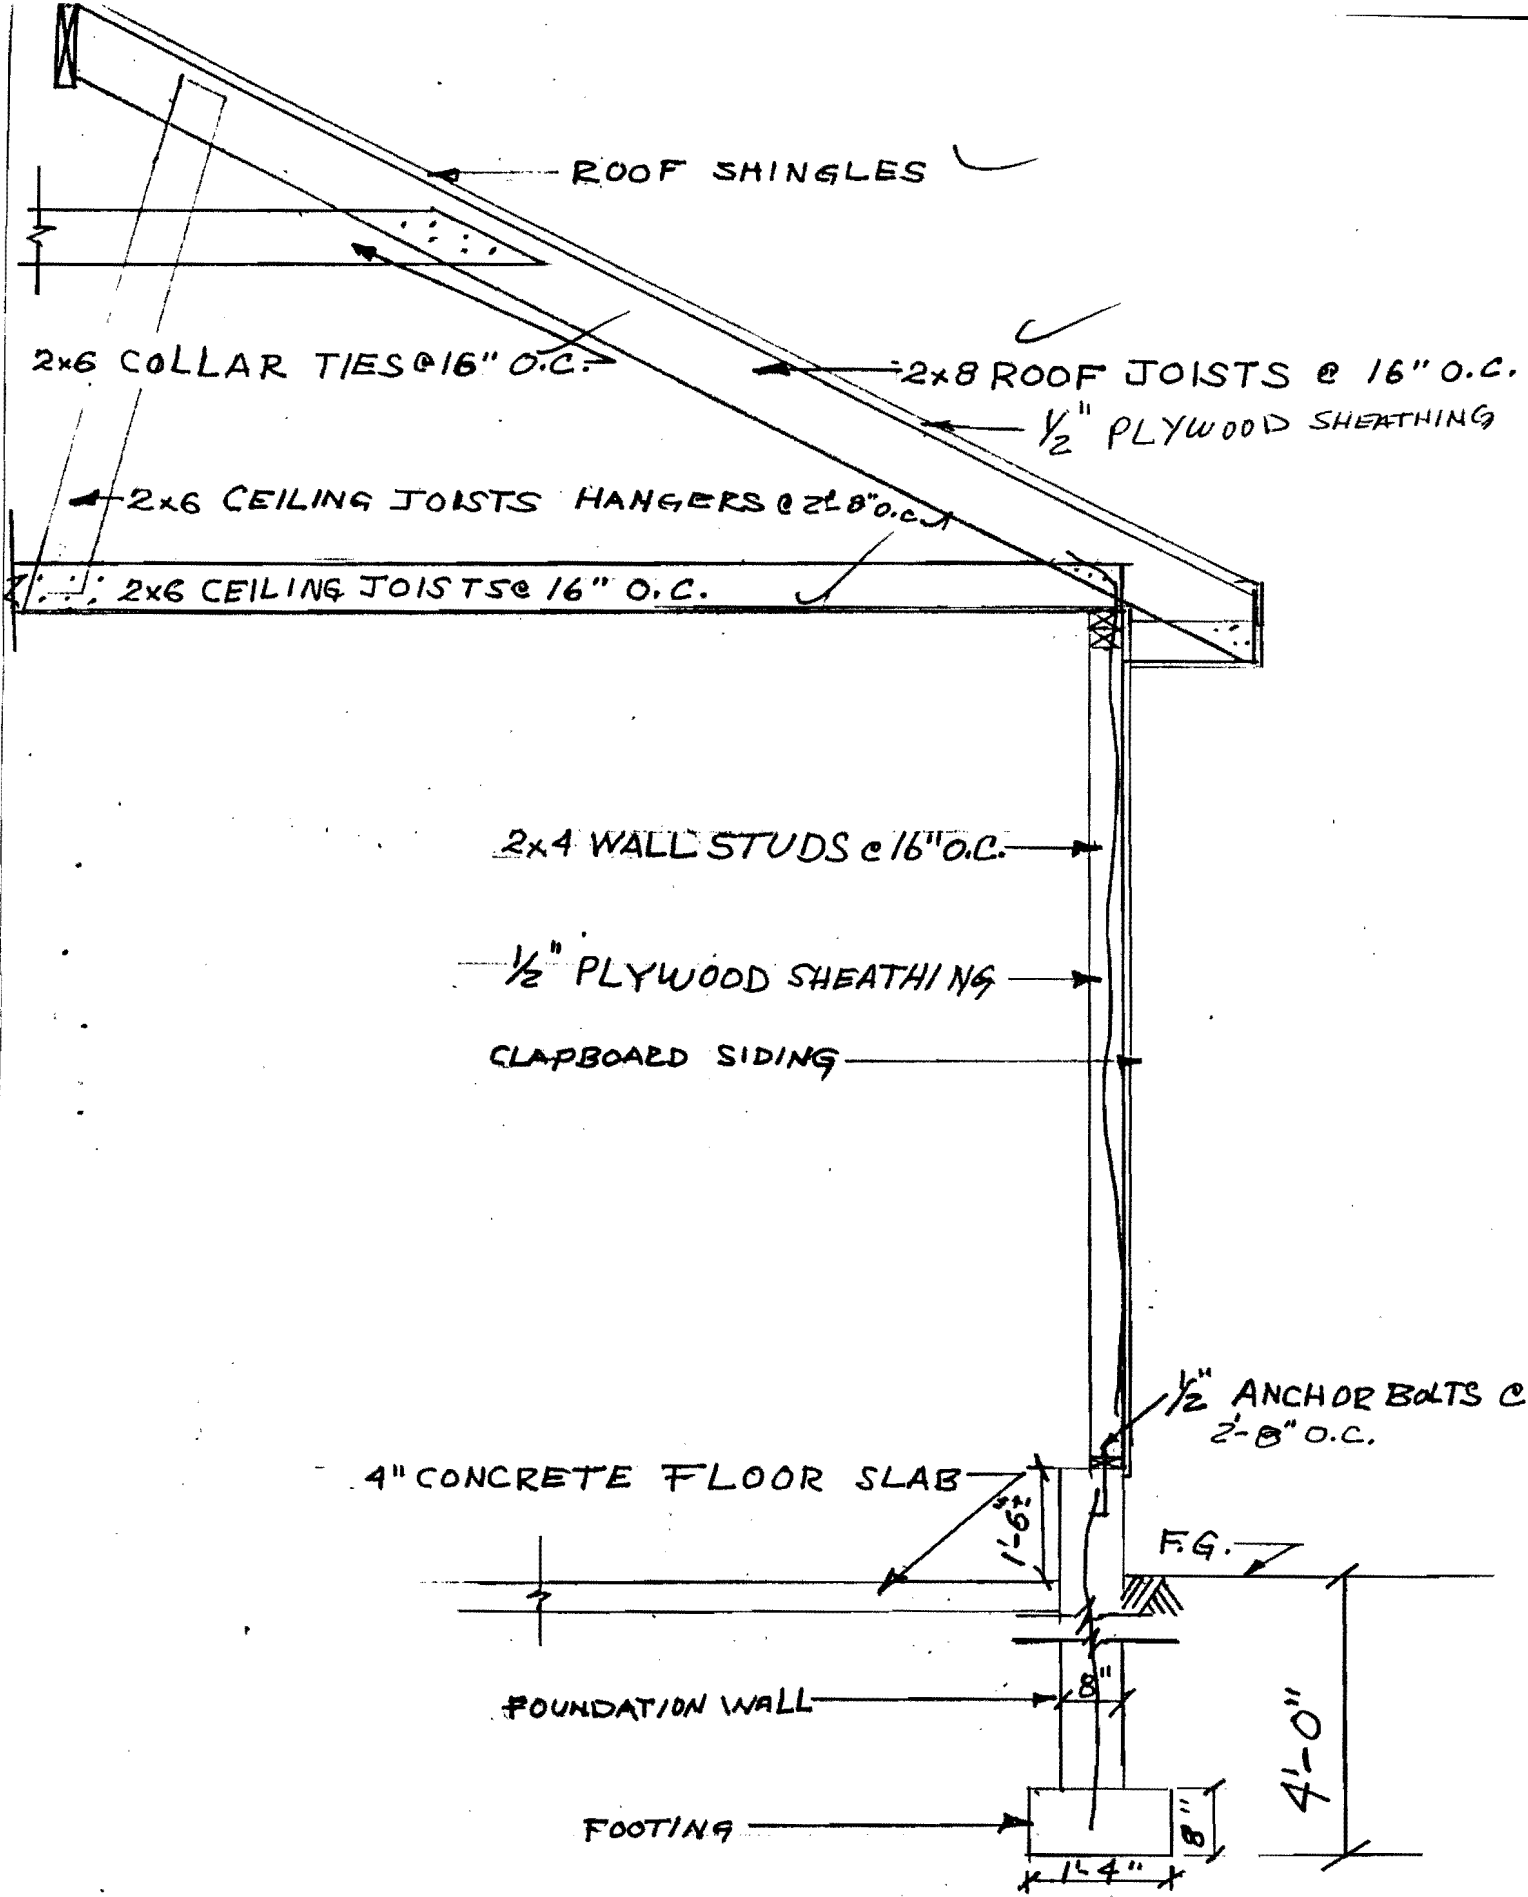 ROOF SHINGLES
2x6 COLLAR TIES @ 16" O.C.
2x8 ROOF JOISTS @ 16" O.C.
1/2" PLYWOOD SHEATHING
2x6 CEILING JOISTS HANGERS @ 2'-8" O.C.
2x6 CEILING JOISTS @ 16" O.C.
2x4 WALL STUDS @ 16" O.C.
1/2" PLYWOOD SHEATHING
CLAPBOARD SIDING
1/2" ANCHOR BOLTS @
2'-8" O.C.
4" CONCRETE FLOOR SLAB
1'-6"
F.G.
FOUNDATION WALL
8"
4'-0"
FOOTING
8"
1'-4"